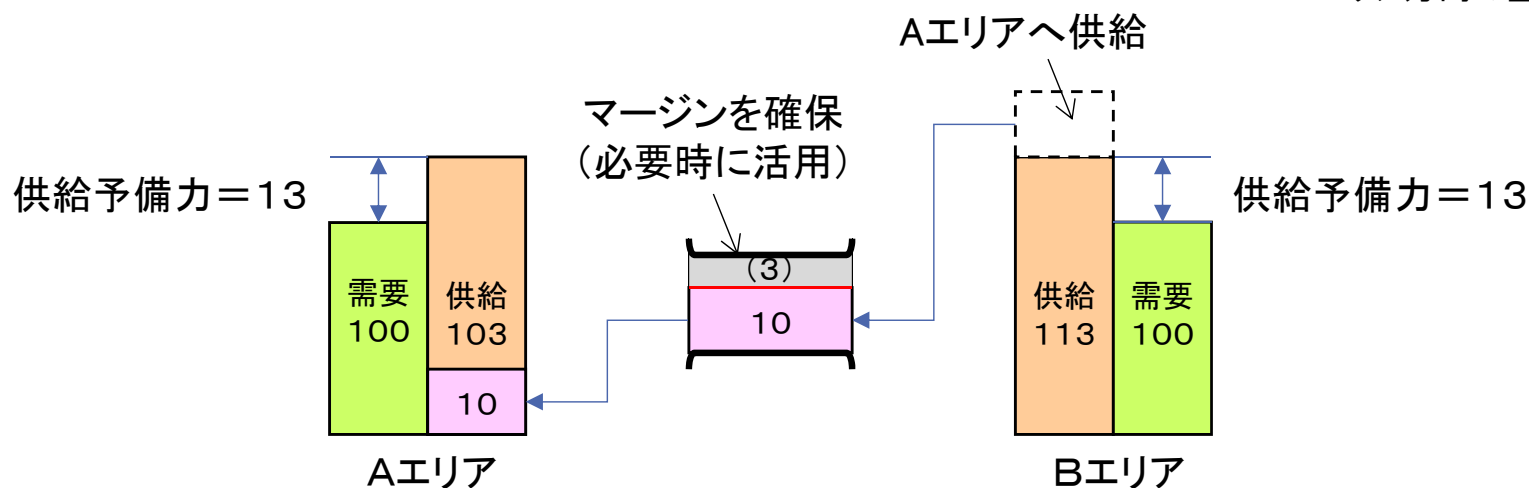 Aエリアへ供給
マージンを確保
（必要時に活用）
供給予備力＝１３
需要
１００
供給
１０３
１０
Aエリア
（３）
１０
供給
１１３
需要
１００
供給予備力＝１３
Bエリア